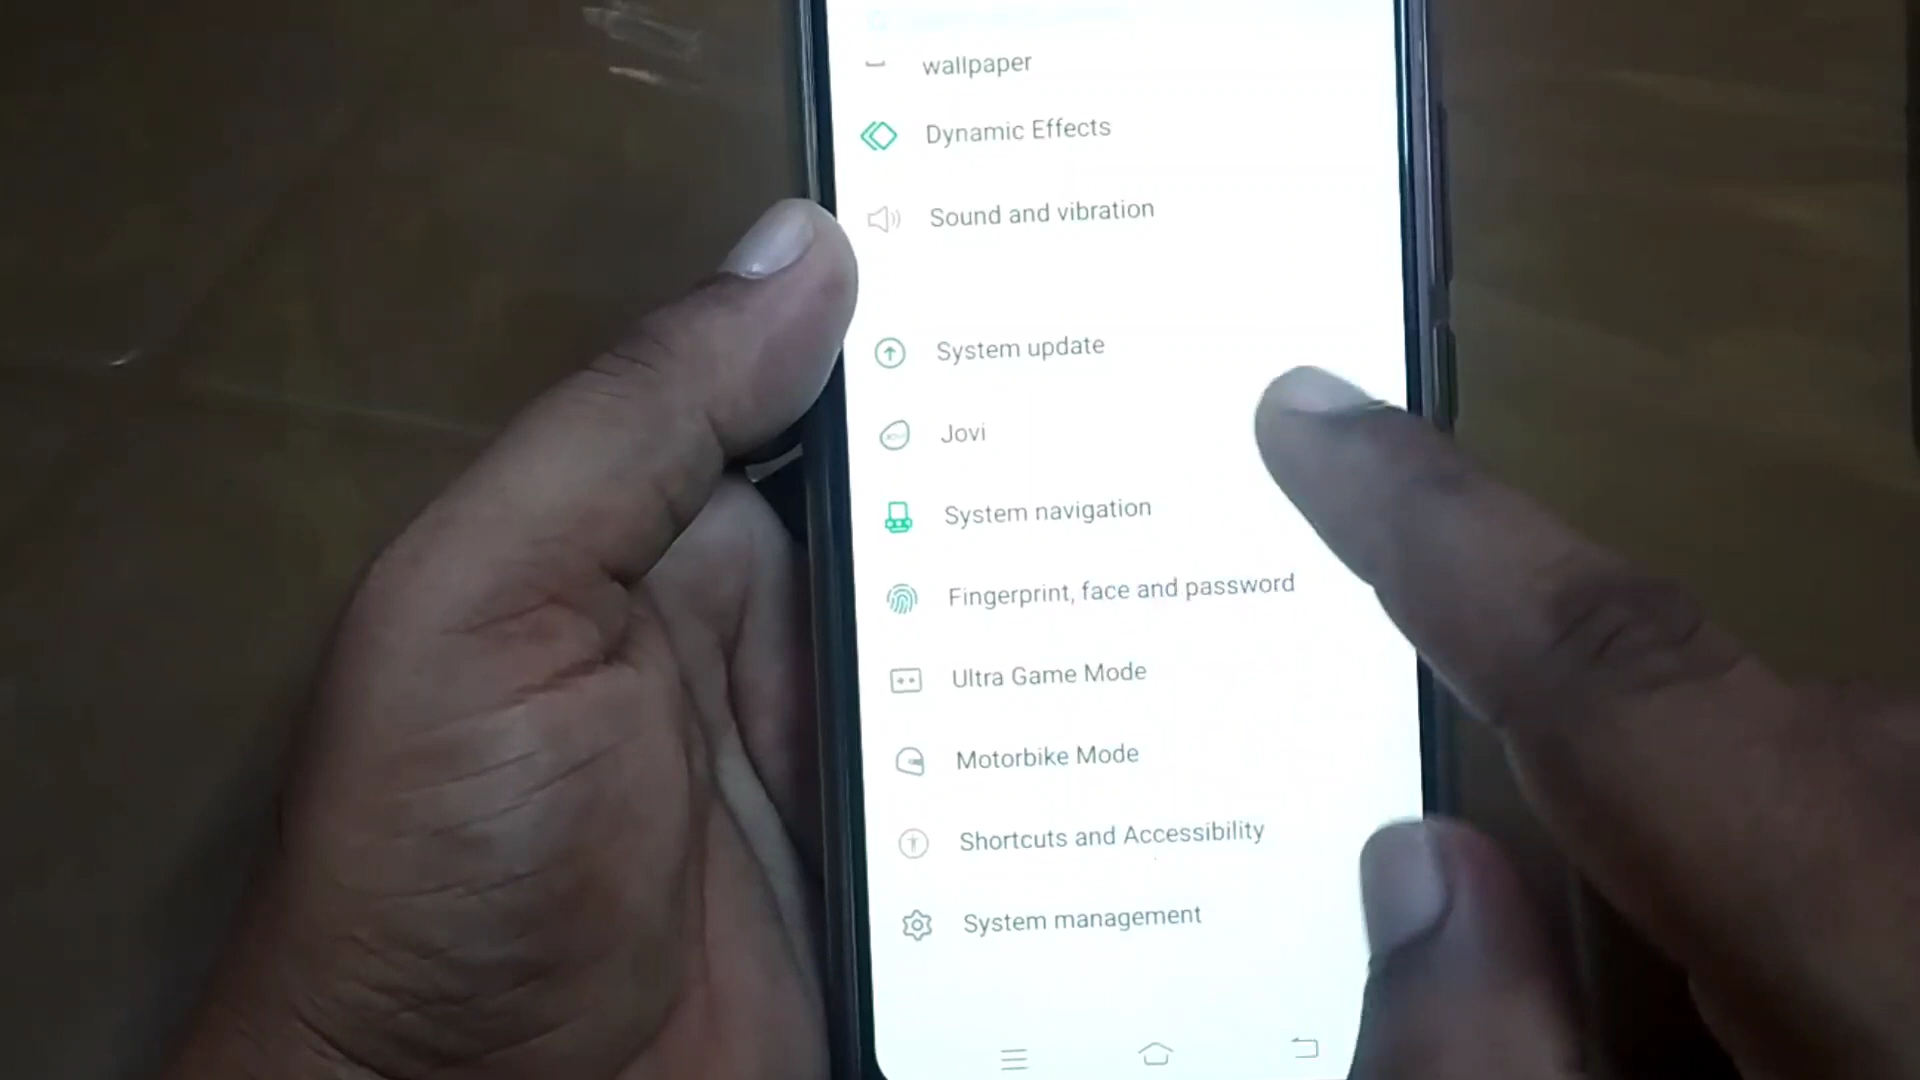 wallpaper
Dynamic Effects
Sound and vibration
System update
Jovi
System navigation
Fingerprint, face and password
Ultra Game Mode
Motorbike Mode
Shortcuts and Accessibility
System management